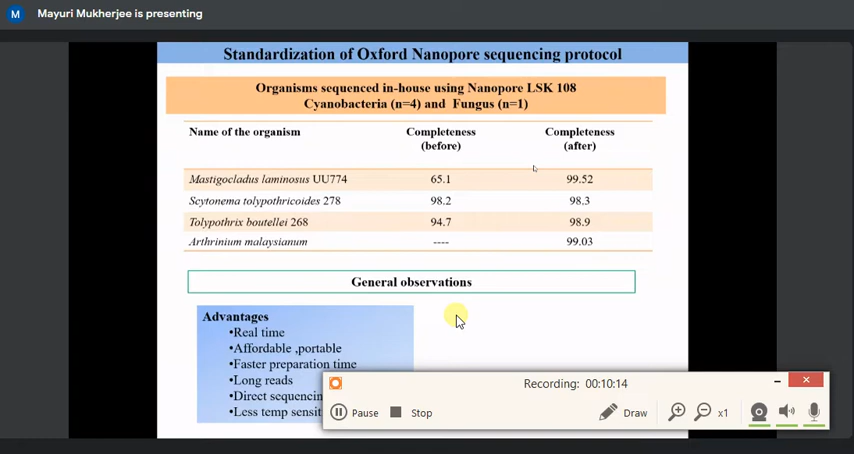 M Mayuri Mukherjee is presenting
Standardization of Oxford Nanopore sequencing protocol
Organisms sequenced in-house using Nanopore LSK 108
Cyanobacteria (n=4) and Fungus (n=1)
Name of the organism Completeness (before) Completeness (after)
Mastigocladus laminosus UU774 65.1 99.52
Scytonema tolypothricoides 278 98.2 98.3
Tolypothrix boutellei 268 94.7 98.9
Arthrinium malaysianum ---- 99.03
General observations
Advantages
•Real time
•Affordable ,portable
•Faster preparation time
•Long reads
•Direct
•Less temp
Recording: 00:10:14
Pause Stop Draw x1